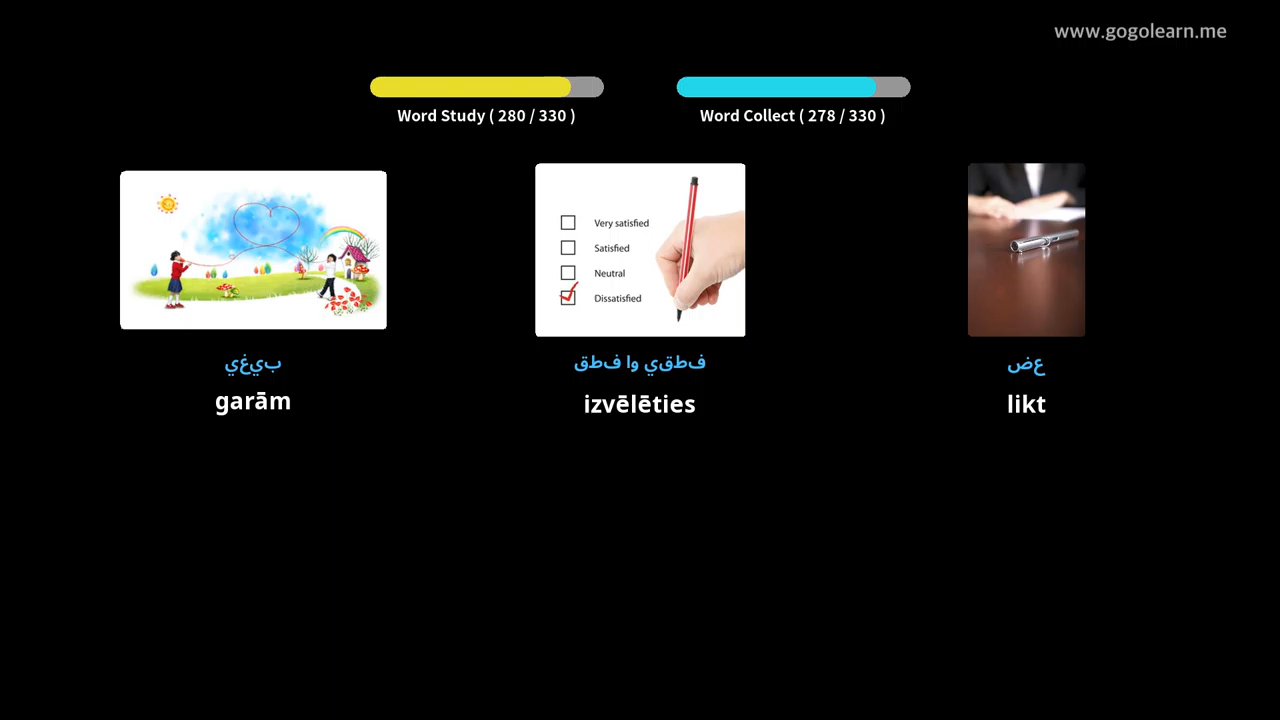 www.gogolearn.me
Word Study ( 280 / 330 )
Word Collect ( 278 / 330 )
Very satisfied
Satisfied
Neutral
Dissatisfied
بيغي
فطقي وا فطق
عض
garām
izvēlēties
likt